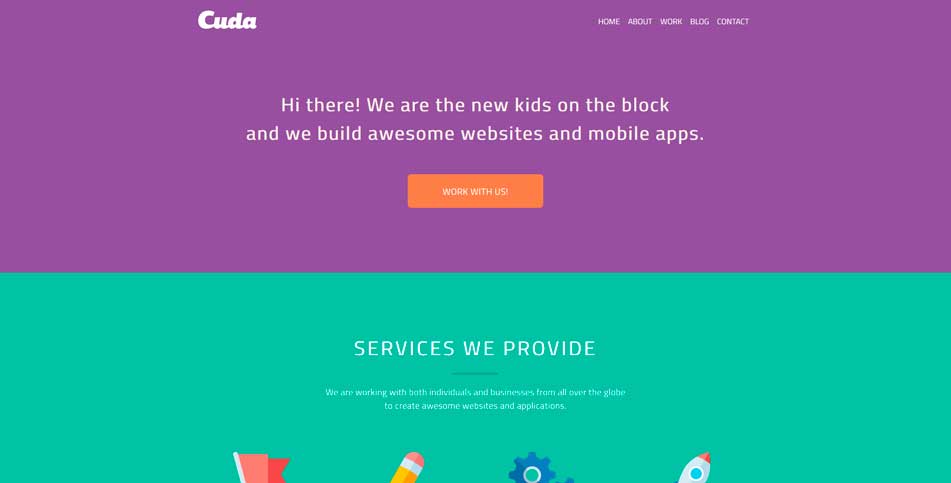 Cuda
HOME ABOUT WORK BLOG CONTACT
Hi there! We are the new kids on the block
and we build awesome websites and mobile apps.
WORK WITH US!
SERVICES WE PROVIDE
We are working with both individuals and businesses from all over the globe
to create awesome websites and applications.